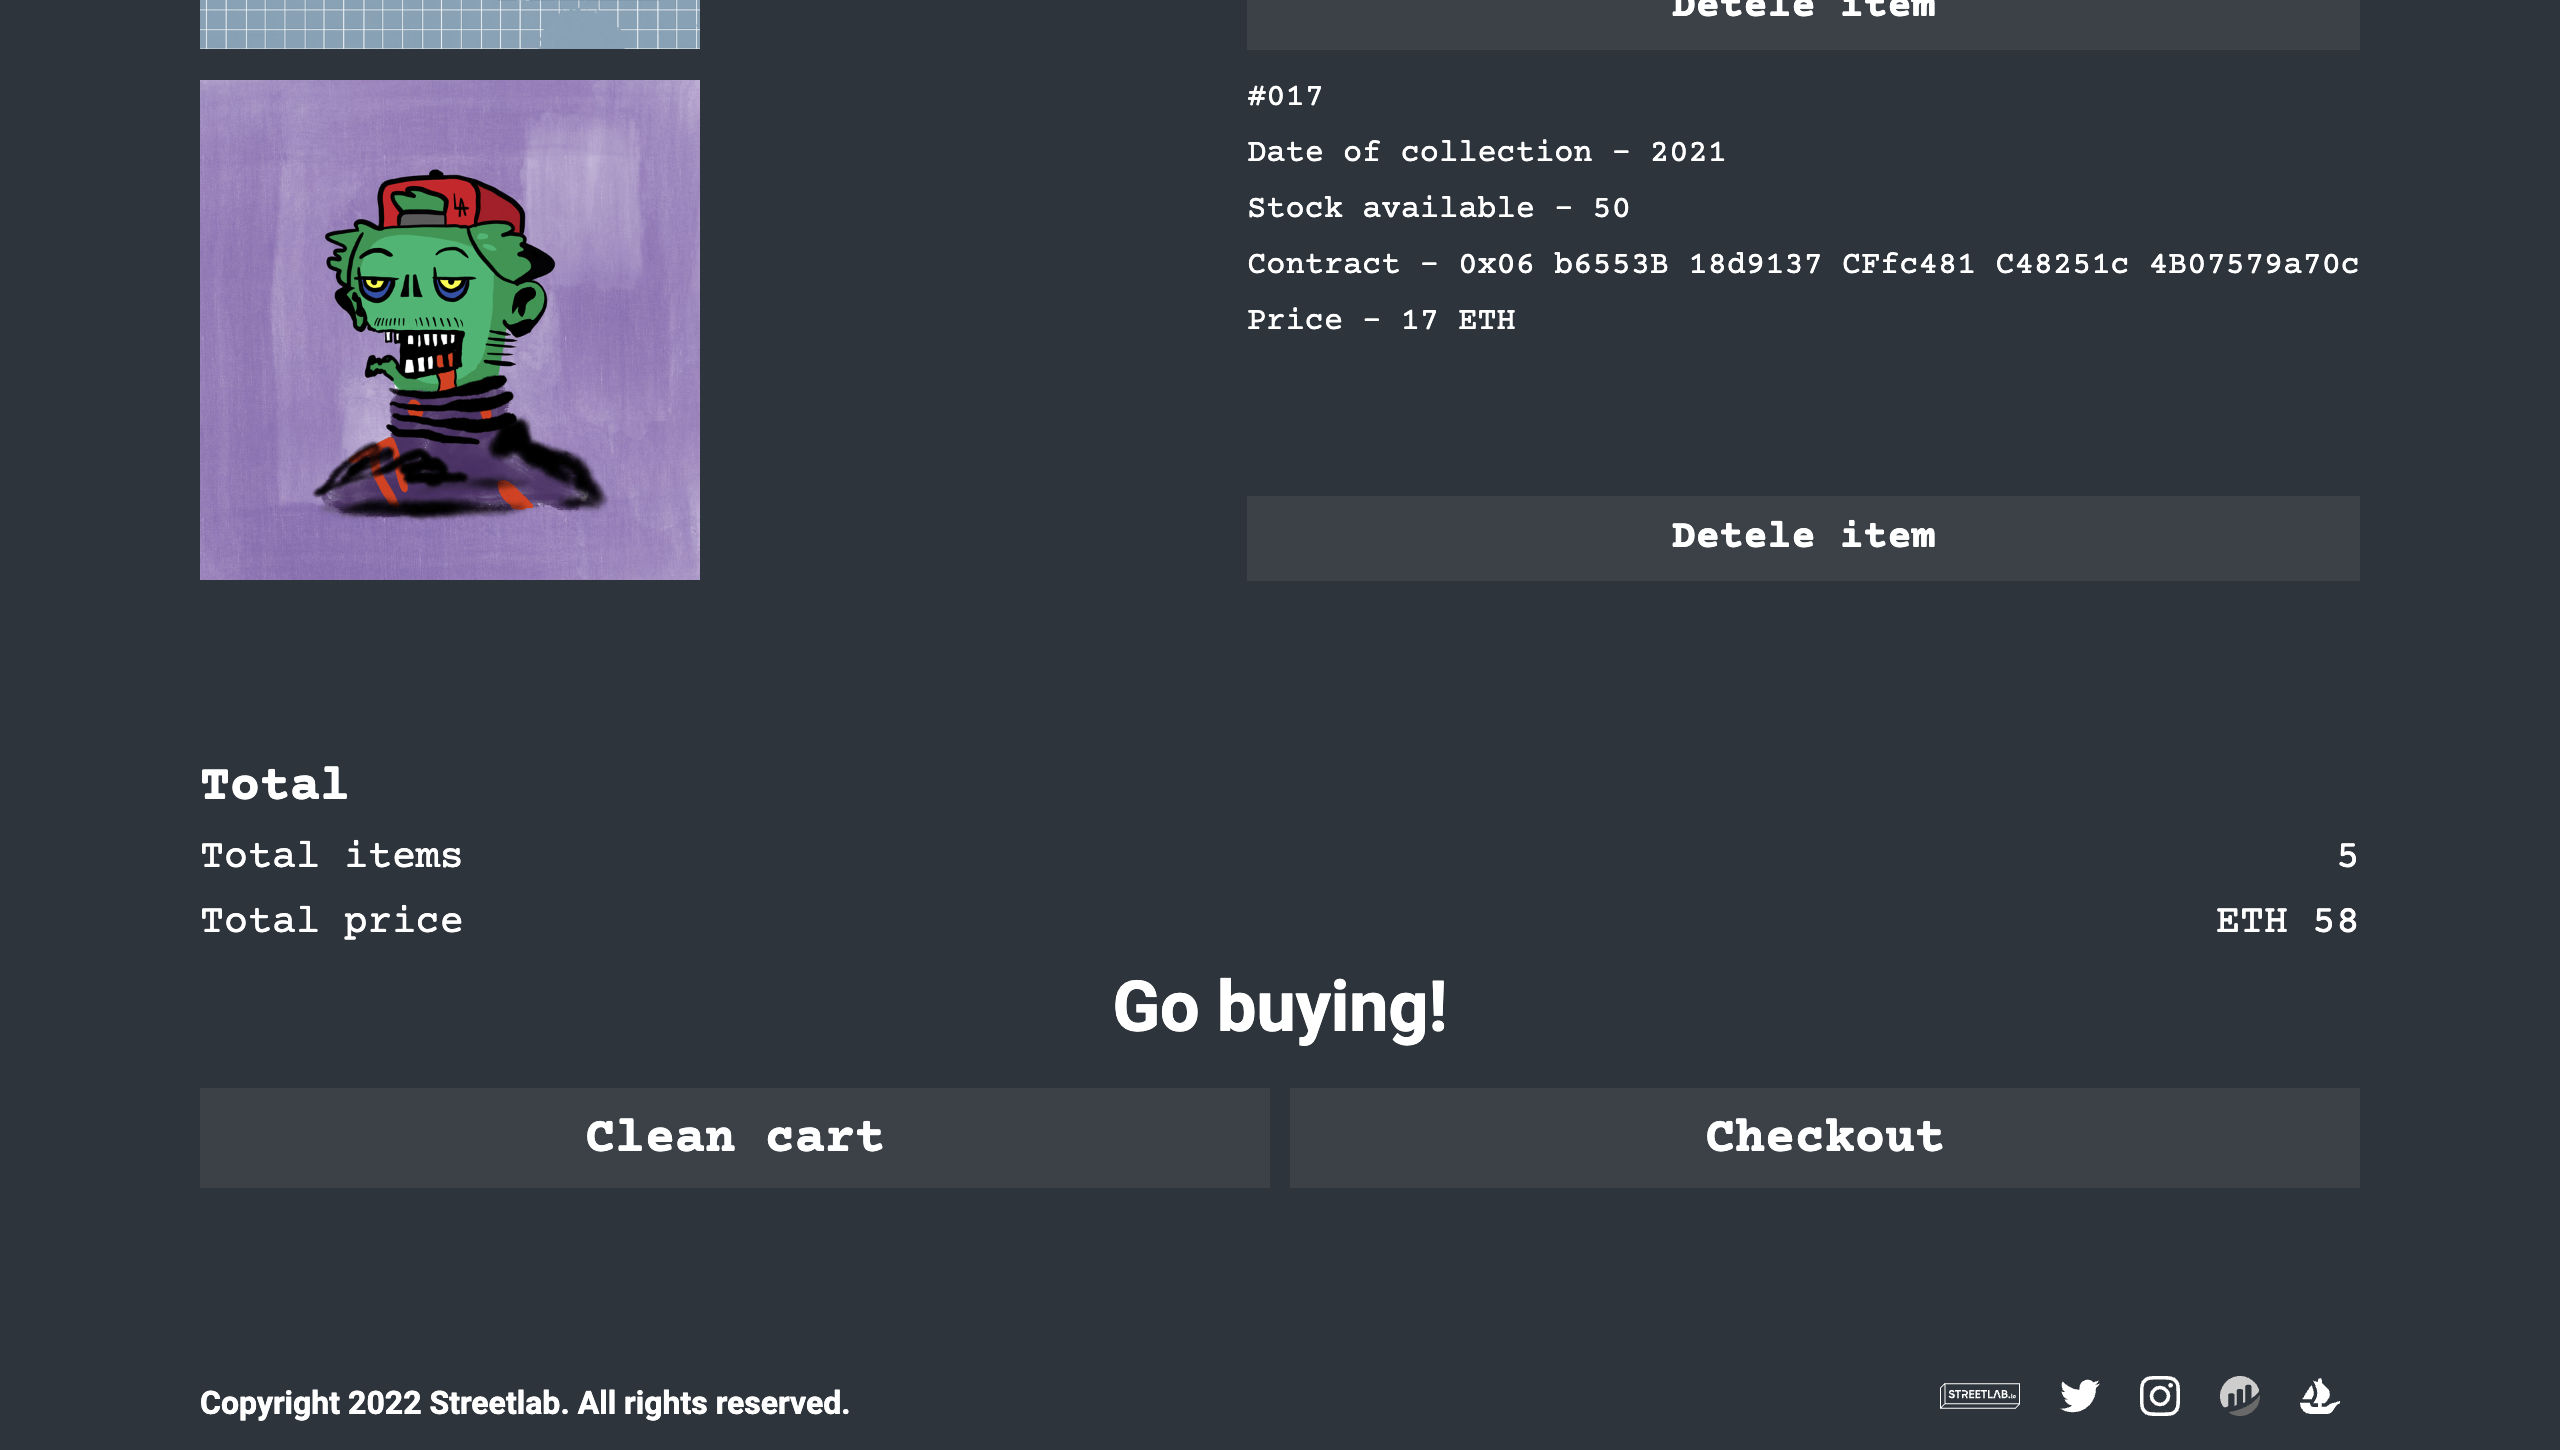 Detele item
#017
Date of collection - 2021
Stock available - 50
Contract - 0x06 b6553B 18d9137 CFfc481 C48251c 4B07579a70c
Price - 17 ETH
LA
Detele item
Total
Total items 5
Total price ETH 58
Go buying!
Clean cart Checkout
Copyright 2022 Streetlab. All rights reserved. STREETLAB.io